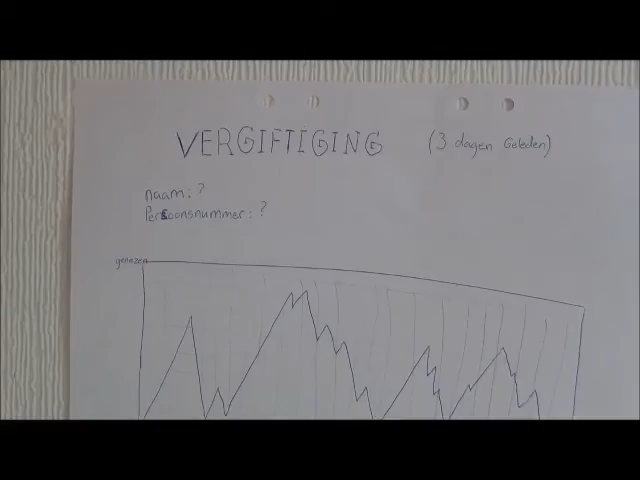 VERGIFTIGING (3 dagen Geleden)
naam: ?
Persoonsnummer: ?
genezen